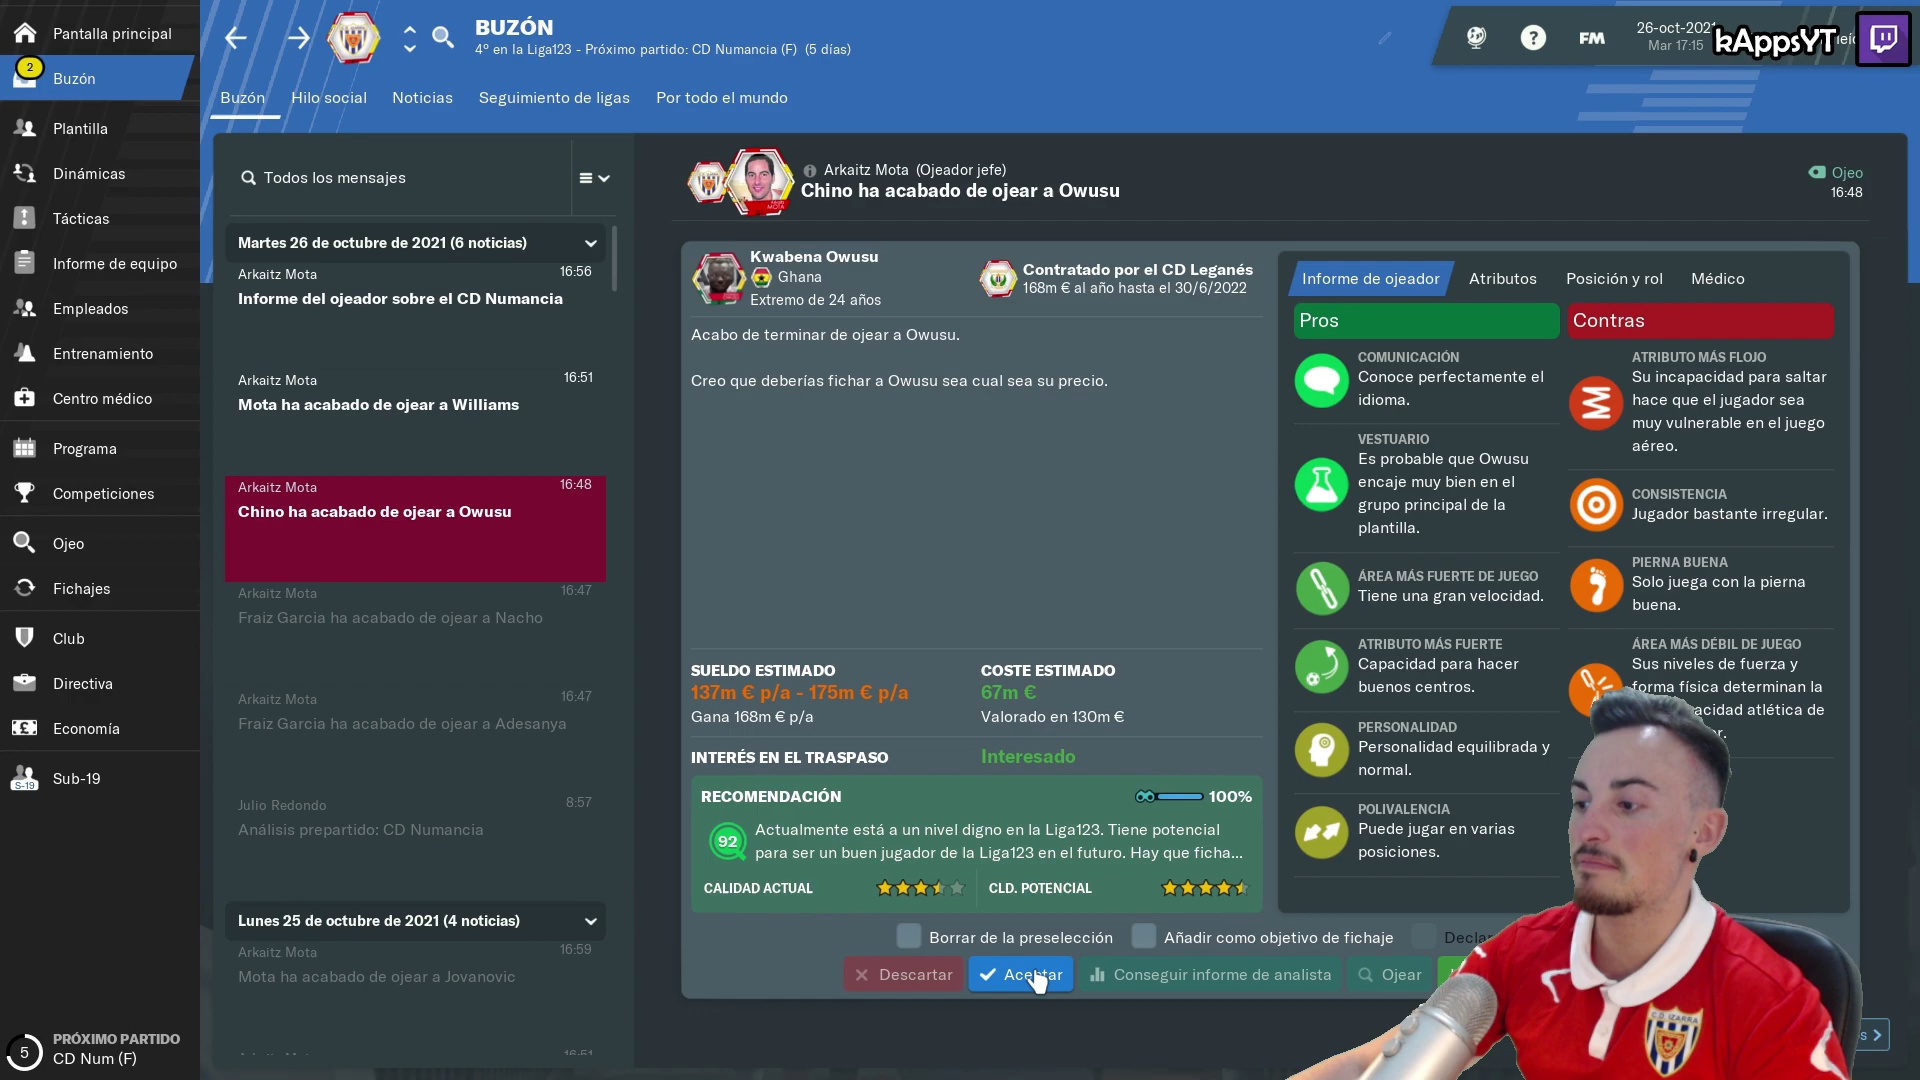 Pantalla principal
2
Buzón
Plantilla
Dinámicas
Tácticas
Informe de equipo
Empleados
Entrenamiento
Centro médico
Programa
Competiciones
Ojeo
Fichajes
Club
Directiva
Economía
S-19
Sub-19
5
PRÓXIMO PARTIDO
CD Num (F)
BUZÓN
4º en la Liga123 - Próximo partido: CD Numancia (F) (5 días)
?
FM
26-oct-2021
Mar 17:15
kAppsYT
Buzón
Hilo social
Noticias
Seguimiento de ligas
Por todo el mundo
Todos los mensajes
Martes 26 de octubre de 2021 (6 noticias)
Arkaitz Mota 16:56
Informe del ojeador sobre el CD Numancia
Arkaitz Mota 16:51
Mota ha acabado de ojear a Williams
Arkaitz Mota 16:48
Chino ha acabado de ojear a Owusu
Arkaitz Mota 16:47
Fraiz Garcia ha acabado de ojear a Nacho
Arkaitz Mota 16:47
Fraiz Garcia ha acabado de ojear a Adesanya
Julio Redondo 8:57
Análisis prepartido: CD Numancia
Lunes 25 de octubre de 2021 (4 noticias)
Arkaitz Mota 16:59
Mota ha acabado de ojear a Jovanovic
Arkaitz Mota (Ojeador jefe)
Chino ha acabado de ojear a Owusu
Ojeo
16:48
Kwabena Owusu
Ghana
Extremo de 24 años
Contratado por el CD Leganés
168m € al año hasta el 30/6/2022
Acabo de terminar de ojear a Owusu.
Creo que deberías fichar a Owusu sea cual sea su precio.
SUELDO ESTIMADO
137m € p/a - 175m € p/a
Gana 168m € p/a
COSTE ESTIMADO
67m €
Valorado en 130m €
INTERÉS EN EL TRASPASO
Interesado
RECOMENDACIÓN
100%
92
Actualmente está a un nivel digno en la Liga123. Tiene potencial
para ser un buen jugador de la Liga123 en el futuro. Hay que ficha...
CALIDAD ACTUAL
CLD. POTENCIAL
Informe de ojeador
Atributos
Posición y rol
Médico
Pros
COMUNICACIÓN
Conoce perfectamente el
idioma.
VESTUARIO
Es probable que Owusu
encaje muy bien en el
grupo principal de la
plantilla.
ÁREA MÁS FUERTE DE JUEGO
Tiene una gran velocidad.
ATRIBUTO MÁS FUERTE
Capacidad para hacer
buenos centros.
PERSONALIDAD
Personalidad equilibrada y
normal.
POLIVALENCIA
Puede jugar en varias
posiciones.
Contras
ATRIBUTO MÁS FLOJO
Su incapacidad para saltar
hace que el jugador sea
muy vulnerable en el juego
aéreo.
CONSISTENCIA
Jugador bastante irregular.
PIERNA BUENA
Solo juega con la pierna
buena.
ÁREA MÁS DÉBIL DE JUEGO
Sus niveles de fuerza y
forma física determinan la
acidad atlética de
Borrar de la preselección
Añadir como objetivo de fichaje
Declar
Descartar
Aceptar
Conseguir informe de analista
Ojear
C.D. IZARRA